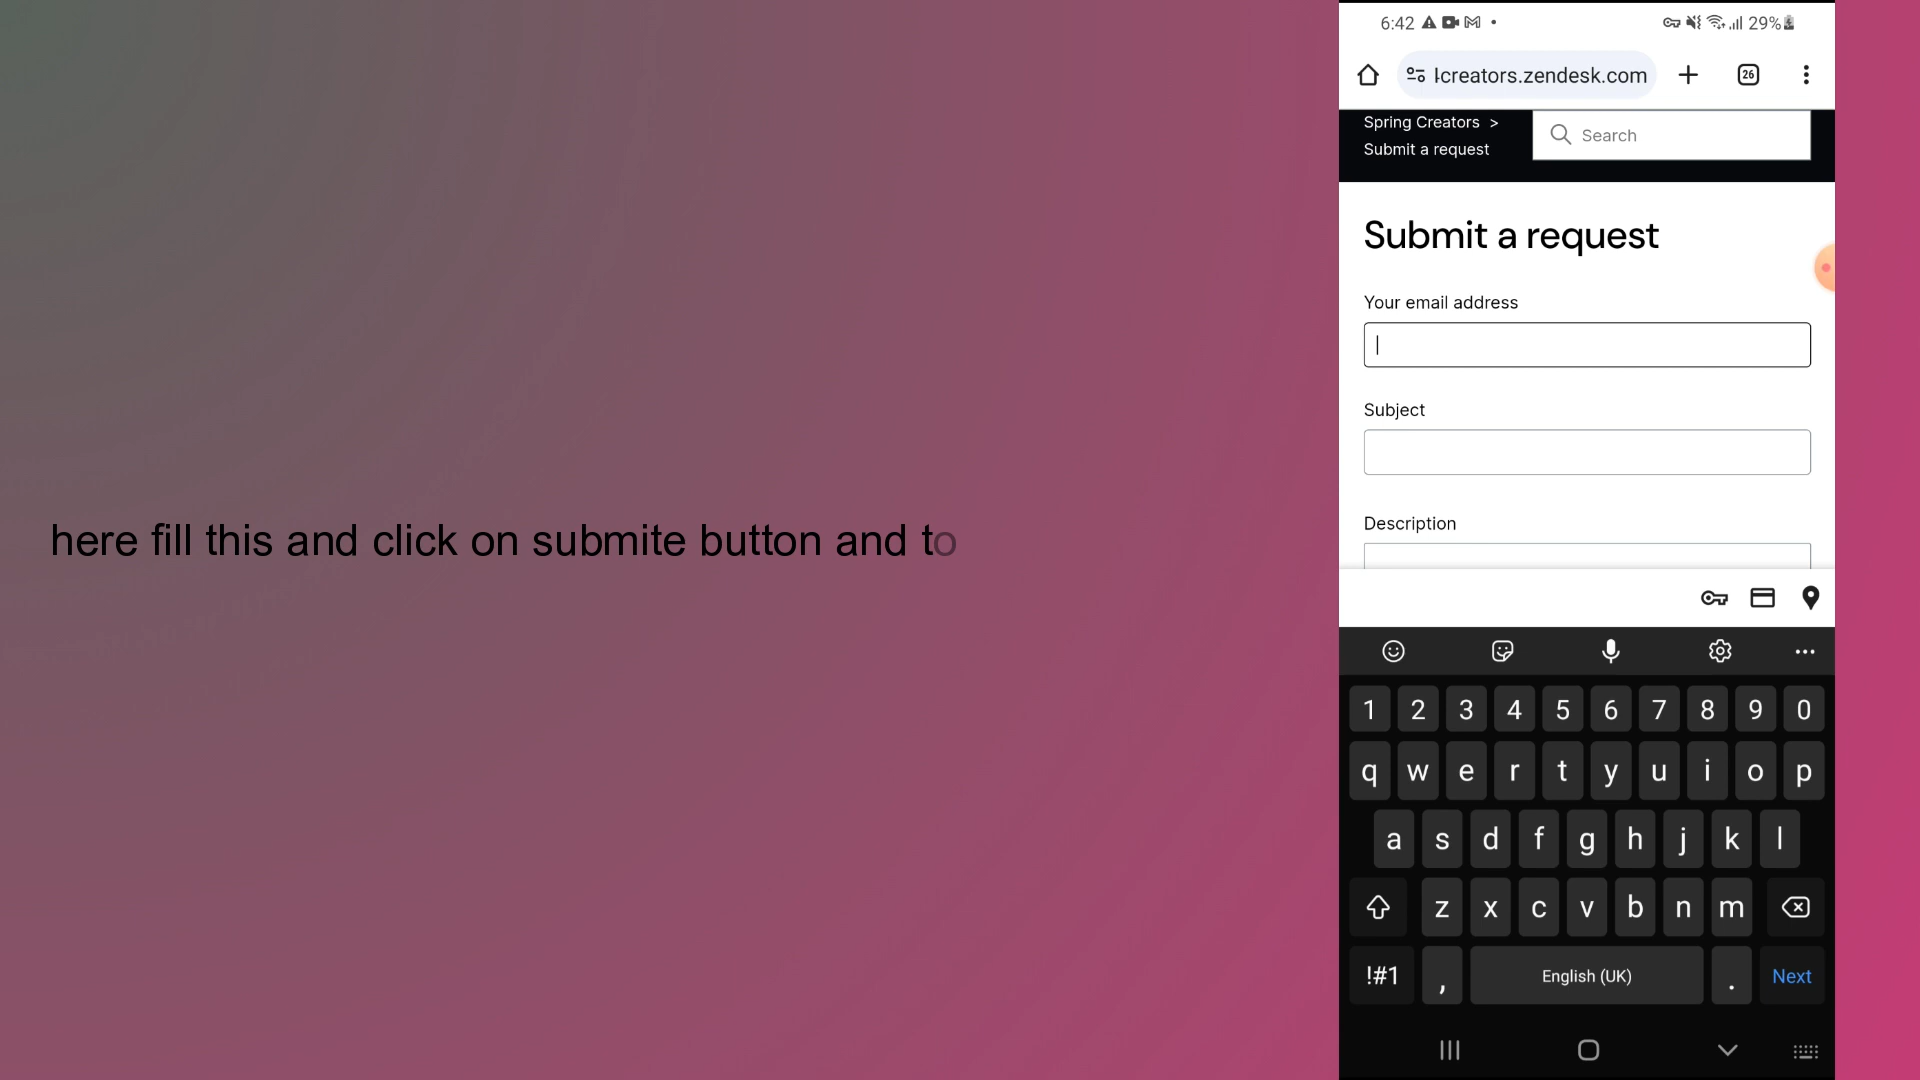 6:42
29%
lcreators.zendesk.com
26
Spring Creators >
Submit a request
Search
Submit a request
Your email address
Subject
here fill this and click on submite button and to
Description
1 2 3 4 5 6 7 8 9 0
q w e r t y u i o p
a s d f g h j k l
z x c v b n m
!#1 , English (UK) . Next